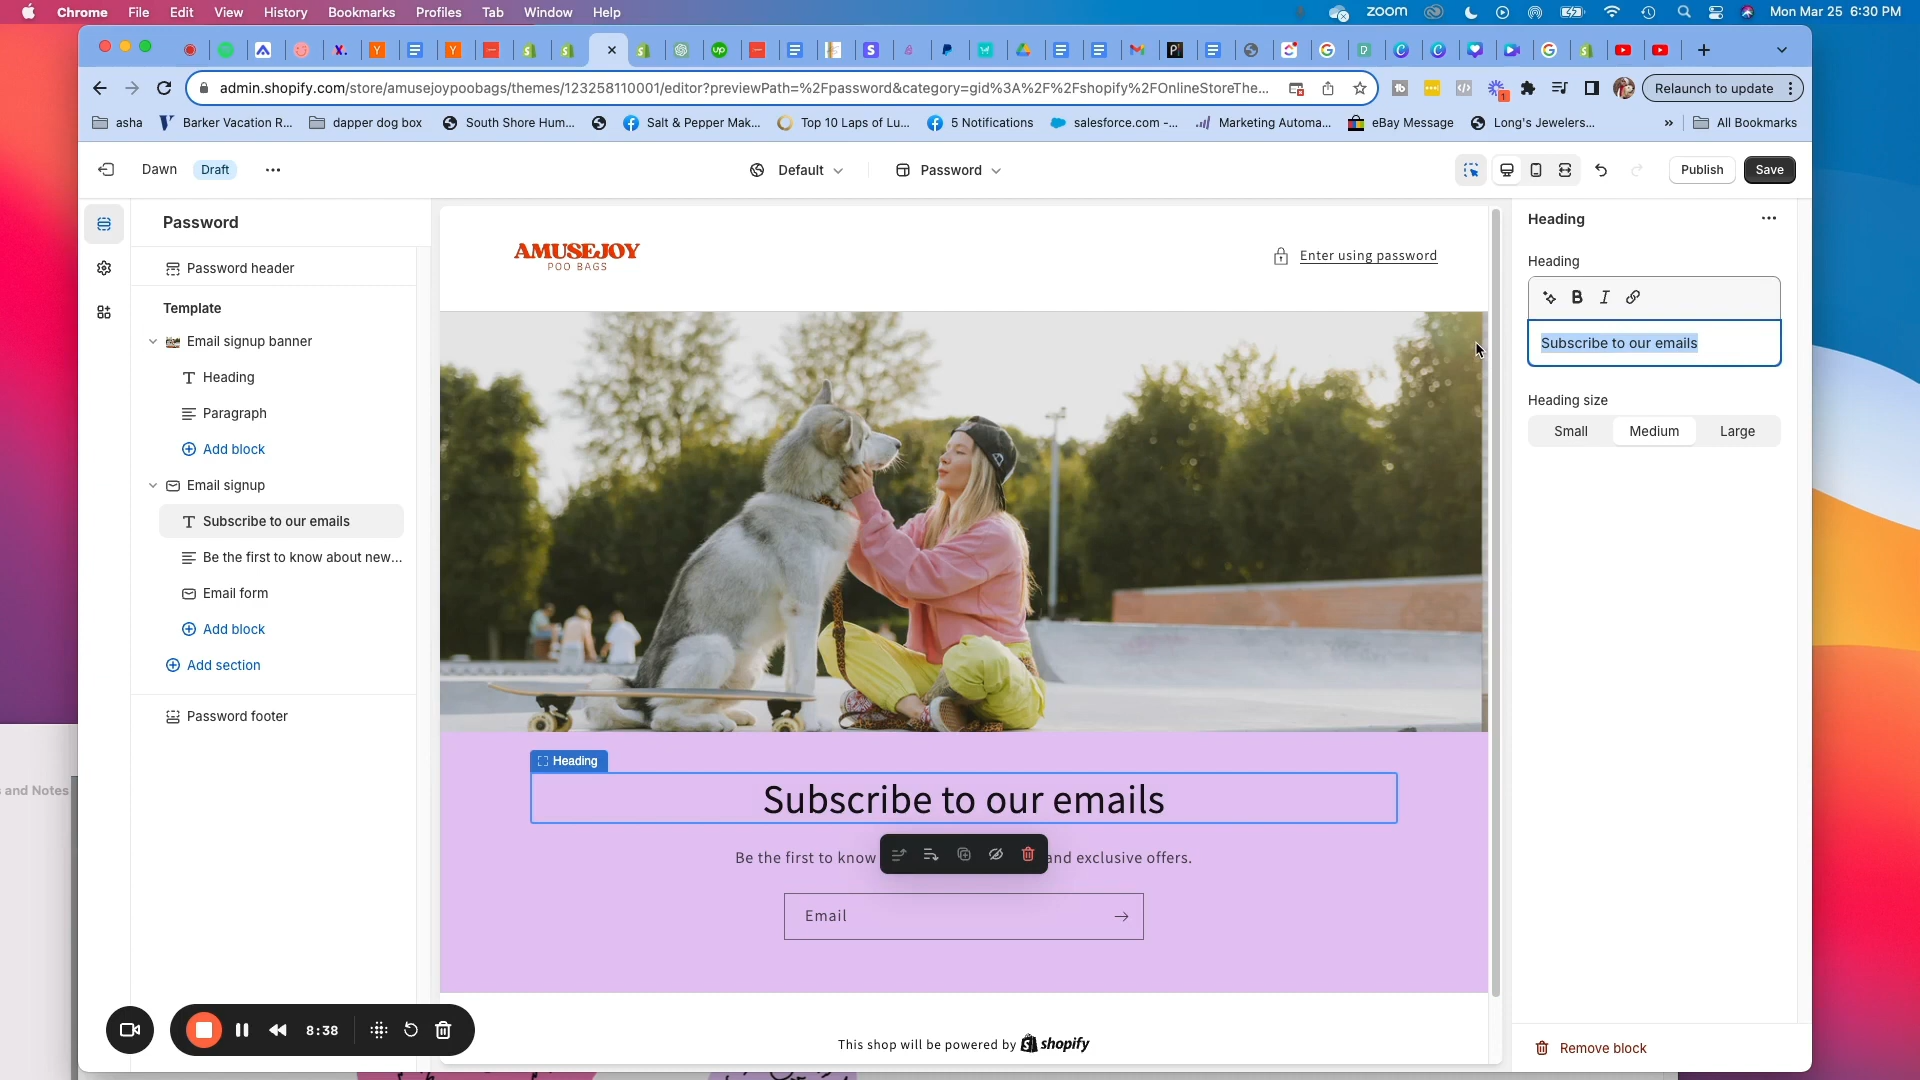 Chrome File Edit View History Bookmarks Profiles Tab Window Help
zoom
Mon Mar 25 6:30 PM
admin.shopify.com/store/amusejoypoobags/themes/123258110001/editor?previewPath=%2Fpassword&category=gid%3A%2F%2Fshopify%2FOnlineStoreThe...
Relaunch to update
asha Barker Vacation R... dapper dog box South Shore Hum... Salt & Pepper Mak... Top 10 Laps of Lu... 5 Notifications salesforce.com -... Marketing Automa... eBay Message Long's Jewelers... » All Bookmarks
Dawn Draft
Default
Password
Publish
Save
Password
Password header
Template
Email signup banner
Heading
Paragraph
Add block
Email signup
Subscribe to our emails
Be the first to know about new...
Email form
Add block
Add section
Password footer
AMUSEJOY
POO BAGS
Enter using password
Heading
Subscribe to our emails
Be the first to know
and exclusive offers.
Email
This shop will be powered by shopify
Heading
Heading
B I
Subscribe to our emails
Heading size
Small Medium Large
Remove block
s and Notes
8:38